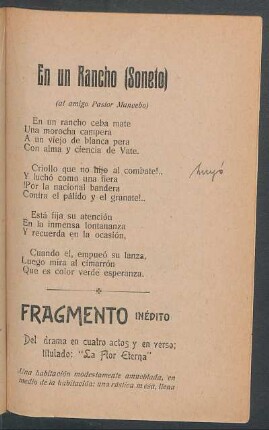 En un Rancho (Soneto)
(al amigo Pastor Mancebo)
En un rancho ceba mate
Una morocha campera
A un viejo de blanca pera
Con alma y ciencia de Vate.
Criollo que no hijo al combate!..
huyó
Y luchó como una fiera
!Por la nacional bandera
Contra el pálido y el granate!..
Está fija su atención
En la inmensa lontananza
Y recuerda en la ocasión,
Cuando el, empuñó su lanza,
Luego mira al cimarrón
Que es color verde esperanza.
FRAGMENTO INÉDITO
Del drama en cuatro actos y en verso;
titulado: "La Flor Eterna"
Una habitación modestamente amueblada, en
medio de la habitación: una rústica mesa, llena